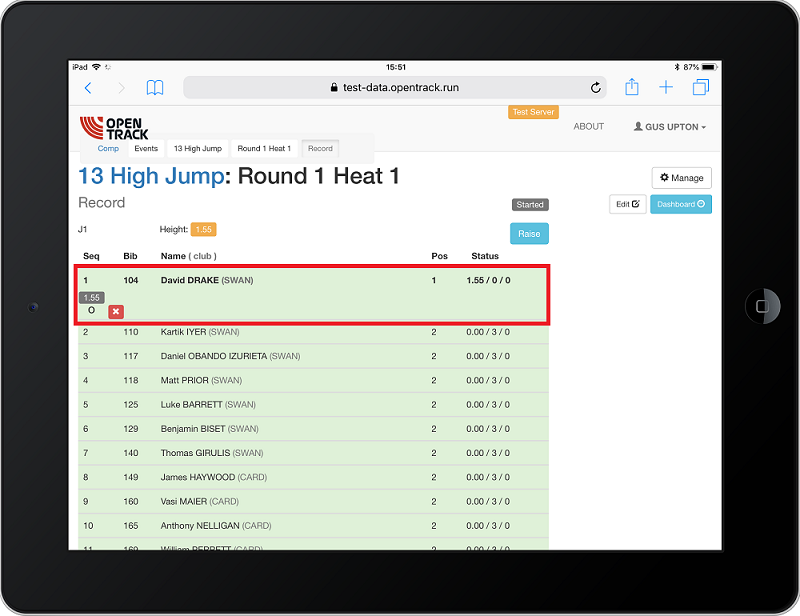 iPad 15:51 87%
test-data.opentrack.run
Test Server
OPEN
TRACK
ABOUT GUS UPTON
Comp Events 13 High Jump Round 1 Heat 1 Record
13 High Jump: Round 1 Heat 1
Manage
Record Started Edit Dashboard
J1 Height: 1.55 Raise
Seq Bib Name ( club ) Pos Status
1 104 David DRAKE (SWAN) 1 1.55 / 0 / 0
1.55
O
2 110 Kartik IYER (SWAN) 2 0.00 / 3 / 0
3 117 Daniel OBANDO IZURIETA (SWAN) 2 0.00 / 3 / 0
4 118 Matt PRIOR (SWAN) 2 0.00 / 3 / 0
5 125 Luke BARRETT (SWAN) 2 0.00 / 3 / 0
6 129 Benjamin BISET (SWAN) 2 0.00 / 3 / 0
7 140 Thomas GIRULIS (SWAN) 2 0.00 / 3 / 0
8 149 James HAYWOOD (CARD) 2 0.00 / 3 / 0
9 160 Vasi MAIER (CARD) 2 0.00 / 3 / 0
10 165 Anthony NELLIGAN (CARD) 2 0.00 / 3 / 0
11 169 William PERRETT (CARD) 2 0.00 / 3 / 0